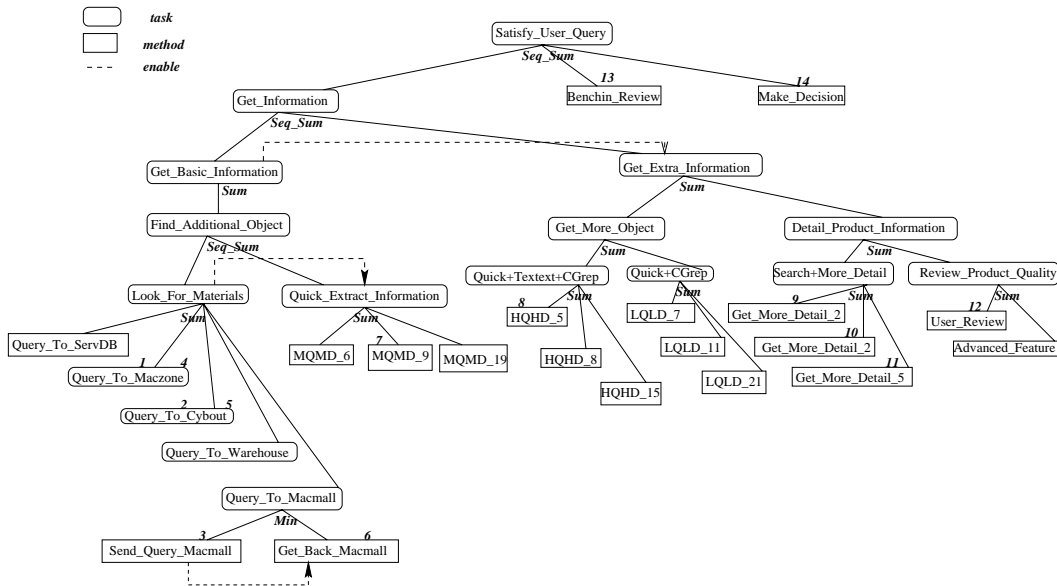 task
method
enable
Satisfy_User_Query
Seq_Sum
13
14
Benchin_Review
Make_Decision
Get_Information
Seq_Sum
Get_Basic_Information
Get_Extra_Information
Sum
Sum
Find_Additional_Object
Get_More_Object
Detail_Product_Information
Seq_Sum
Sum
Sum
Quick+Textext+CGrep
Quick+CGrep
Search+More_Detail
Review_Product_Quality
Look_For_Materials
Quick_Extract_Information
Sum
Sum
8
Sum
Sum
9
Sum
12
Sum
HQHD_5
LQLD_7
Get_More_Detail_2
User_Review
Query_To_ServDB
7
10
MQMD_6
MQMD_9
MQMD_19
HQHD_8
LQLD_11
Get_More_Detail_2
Advanced_Feature
1
4
11
Query_To_Maczone
HQHD_15
LQLD_21
Get_More_Detail_5
2
5
Query_To_Cybout
Query_To_Warehouse
Query_To_Macmall
Min
3
6
Send_Query_Macmall
Get_Back_Macmall